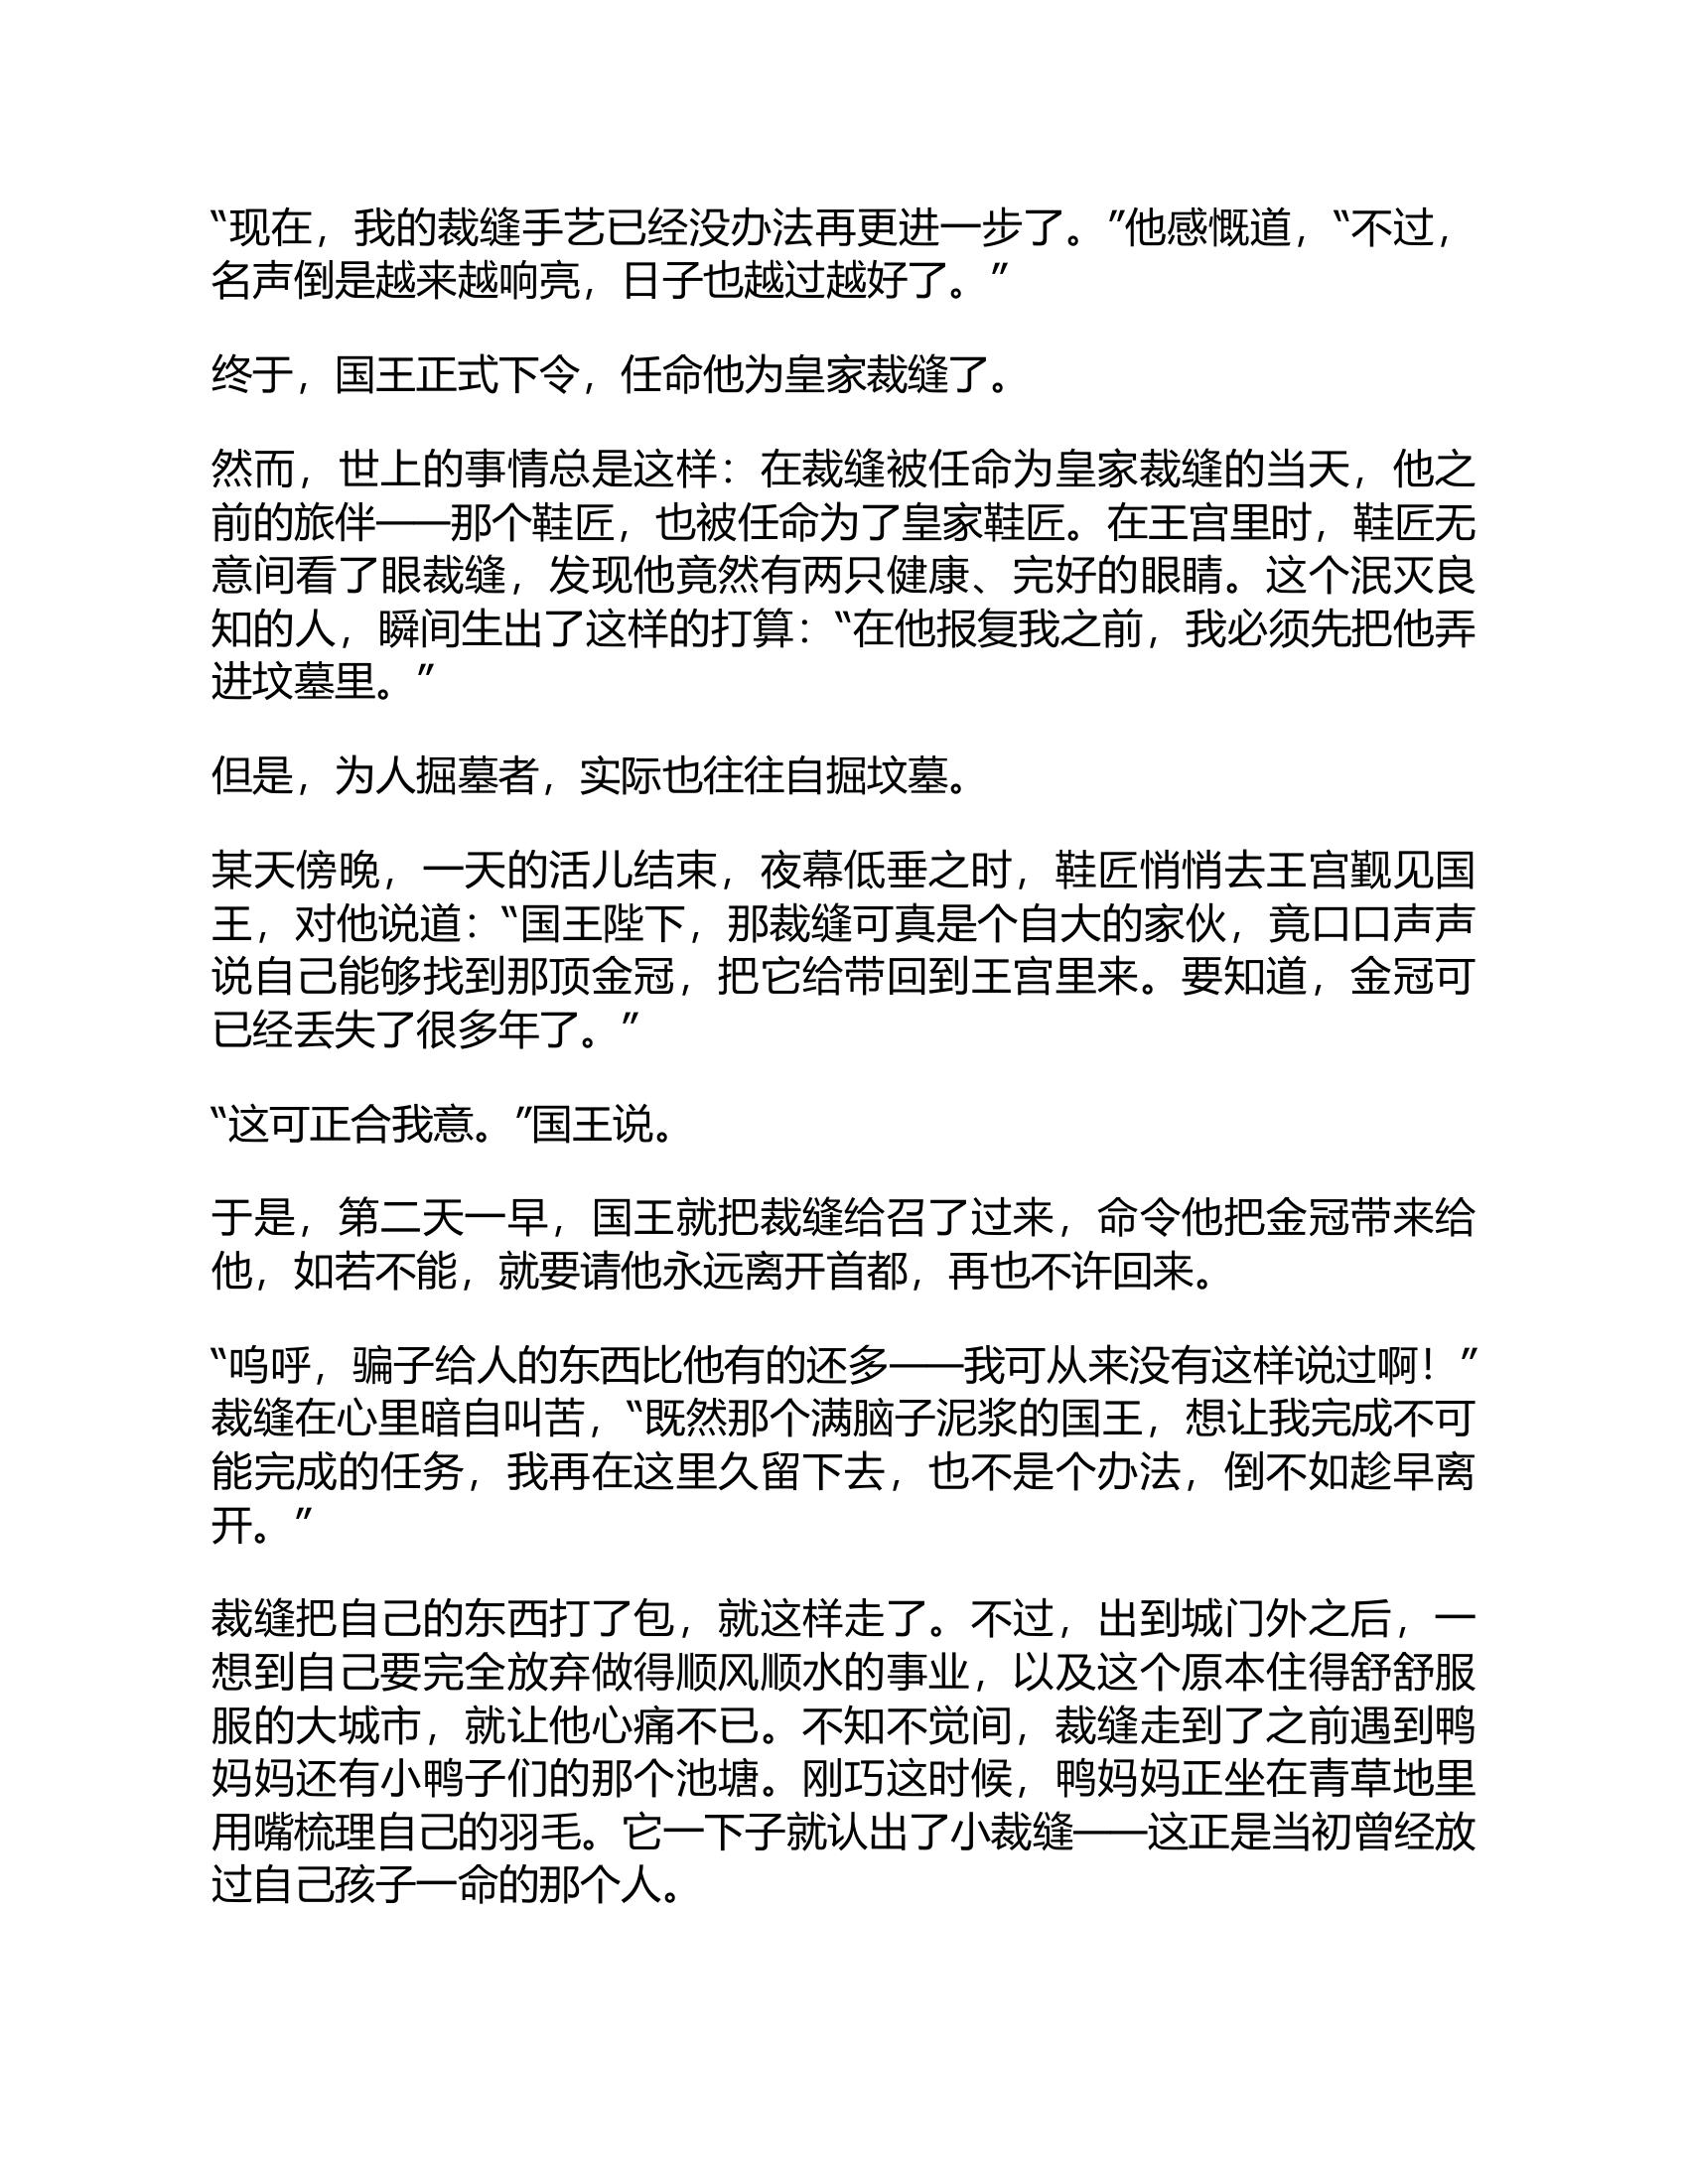 “现在，我的裁缝手艺已经没办法再更进一步了。”他感慨道，“不过，
名声倒是越来越响亮，日子也越过越好了。”
终于，国王正式下令，任命他为皇家裁缝了。
然而，世上的事情总是这样：在裁缝被任命为皇家裁缝的当天，他之
前的旅伴——那个鞋匠，也被任命为了皇家鞋匠。在王宫里时，鞋匠无
意间看了眼裁缝，发现他竟然有两只健康、完好的眼睛。这个泯灭良
知的人，瞬间生出了这样的打算：“在他报复我之前，我必须先把他弄
进坟墓里。”
但是，为人掘墓者，实际也往往自掘坟墓。
某天傍晚，一天的活儿结束，夜幕低垂之时，鞋匠悄悄去王宫觐见国
王，对他说道：“国王陛下，那裁缝可真是个自大的家伙，竟口口声声
说自己能够找到那顶金冠，把它给带回到王宫里来。要知道，金冠可
已经丢失了很多年了。”
“这可正合我意。”国王说。
于是，第二天一早，国王就把裁缝给召了过来，命令他把金冠带来给
他，如若不能，就要请他永远离开首都，再也不许回来。
“呜呼，骗子给人的东西比他有的还多——我可从来没有这样说过啊！”
裁缝在心里暗自叫苦，“既然那个满脑子泥浆的国王，想让我完成不可
能完成的任务，我再在这里久留下去，也不是个办法，倒不如趁早离
开。”
裁缝把自己的东西打了包，就这样走了。不过，出到城门外之后，一
想到自己要完全放弃做得顺风顺水的事业，以及这个原本住得舒舒服
服的大城市，就让他心痛不已。不知不觉间，裁缝走到了之前遇到鸭
妈妈还有小鸭子们的那个池塘。刚巧这时候，鸭妈妈正坐在青草地里
用嘴梳理自己的羽毛。它一下子就认出了小裁缝——这正是当初曾经放
过自己孩子一命的那个人。